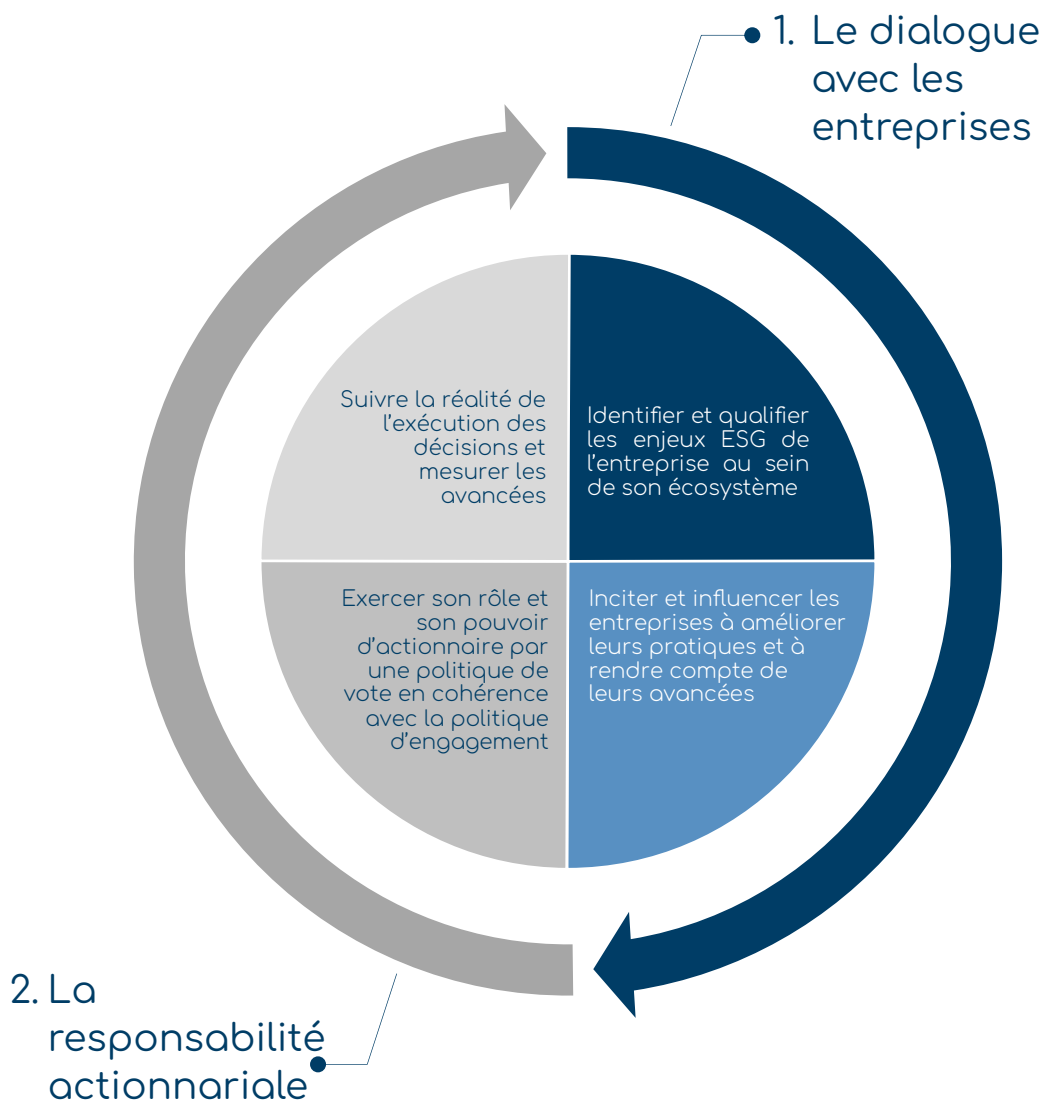 1. Le dialogue
avec les
entreprises
Identifier et qualifier
les enjeux ESG de
l'entreprise au sein
de son écosystème
Inciter et influencer les
entreprises à améliorer
leurs pratiques et à
rendre compte de
leurs avancées
2. La
responsabilité
actionnariale
Exercer son rôle et
son pouvoir
d'actionnaire par
une politique de
vote en cohérence
avec la politique
d'engagement
Suivre la réalité de
l'exécution des
décisions et
mesurer les
avancées